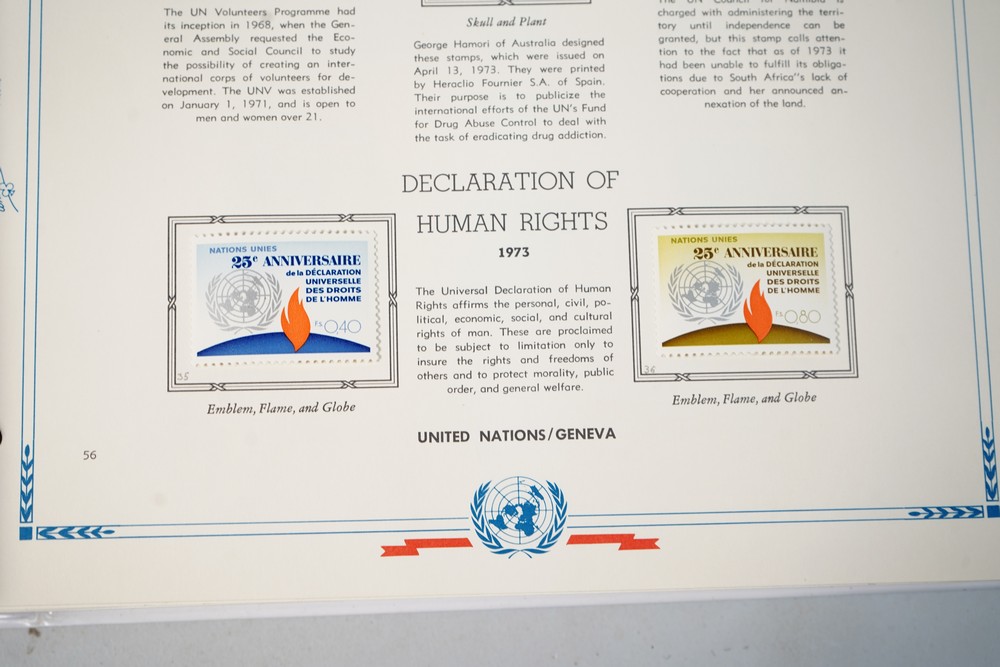 The UN Volunteers Programme had
its inception in 1968, when the Gen-
eral Assembly requested the Eco-
nomic and Social Council to study
the possibility of creating an inter-
national corps of volunteers for de-
velopment. The UNV was established
on January 1, 1971, and is open to
men and women over 21.
Skull and Plant
George Hamori of Australia designed
these stamps, which were issued on
April 13, 1973. They were printed
by Heraclio Fournier S.A. of Spain.
Their purpose is to publicize the
international efforts of the UN's Fund
for Drug Abuse Control to deal with
the task of eradicating drug addiction.
The UN Council for Namibia is
charged with administering the terri-
tory until independence can be
granted, but this stamp calls atten-
tion to the fact that as of 1973 it
had been unable to fulfill its obliga-
tions due to South Africa''s lack of
cooperation and her announced an-
nexation of the land.
DECLARATION OF
HUMAN RIGHTS
1973
NATIONS UNIES
25e ANNIVERSAIRE
de la DÉCLARATION
UNIVERSELLE
DES DROITS
DE L'HOMME
Fs 0,40
35
Emblem, Flame, and Globe
The Universal Declaration of Human
Rights affirms the personal, civil, po-
litical, economic, social, and cultural
rights of man. These are proclaimed
to be subject to limitation only to
insure the rights and freedoms of
others and to protect morality, public
order, and general welfare.
NATIONS UNIES
25e ANNIVERSAIRE
de la DÉCLARATION
UNIVERSELLE
DES DROITS
DE L'HOMME
Fs 0,80
36
Emblem, Flame, and Globe
UNITED NATIONS/GENEVA
56